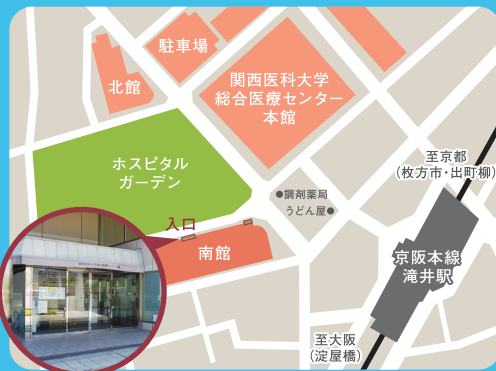 駐車場
北館
関西医科大学
総合医療センター
本館
ホスピタル
ガーデン
至京都
(枚方市・出町柳)
●調剤薬局
うどん屋●
入口
南館
京阪本線
滝井駅
至大阪
(淀屋橋)